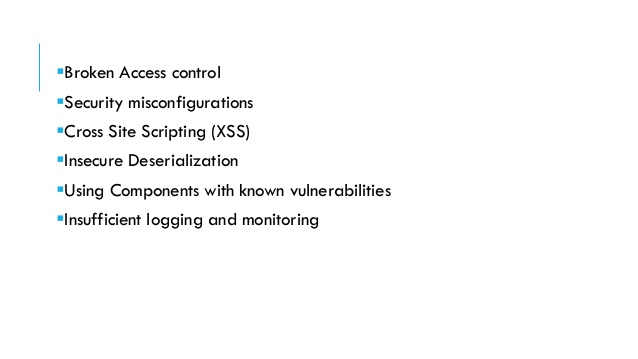 ▪Broken Access control
▪Security misconfigurations
▪Cross Site Scripting (XSS)
▪Insecure Deserialization
▪Using Components with known vulnerabilities
▪Insufficient logging and monitoring